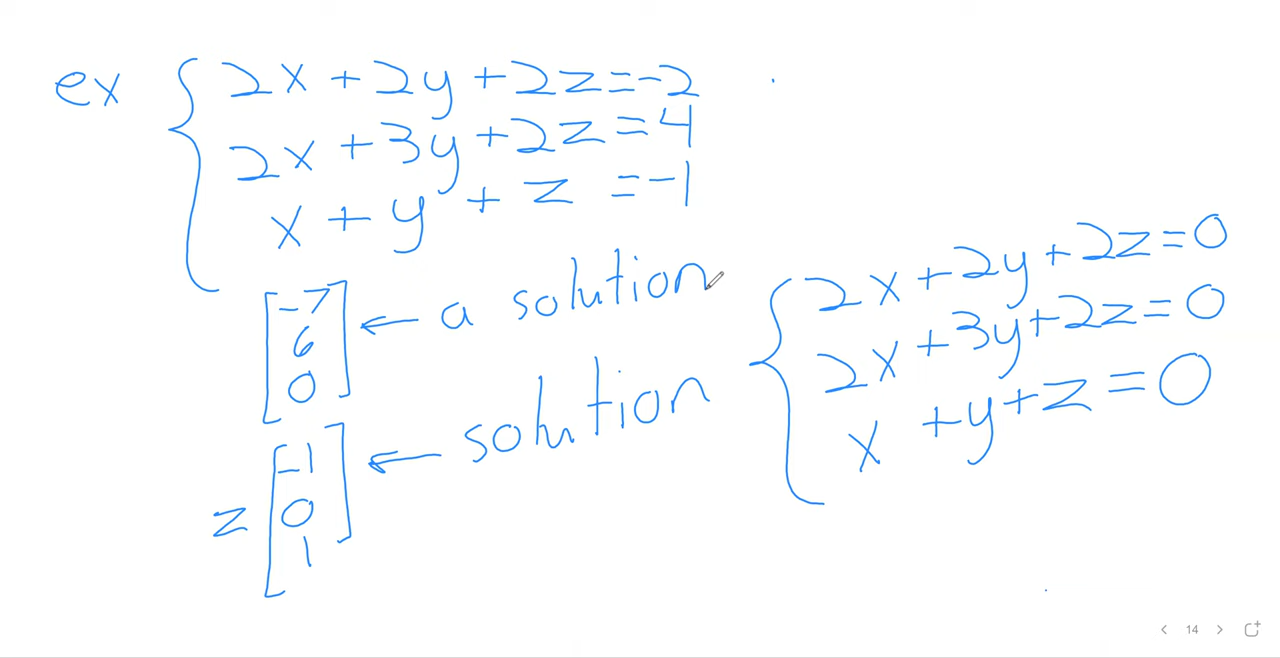 ex { 2x + 2y + 2z = -2
2x + 3y + 2z = 4
x + y + z = -1
[-7 6 0] ← a solution
z [-1 0 1] ← solution
{ 2x + 2y + 2z = 0
2x + 3y + 2z = 0
x + y + z = 0
< 14 >